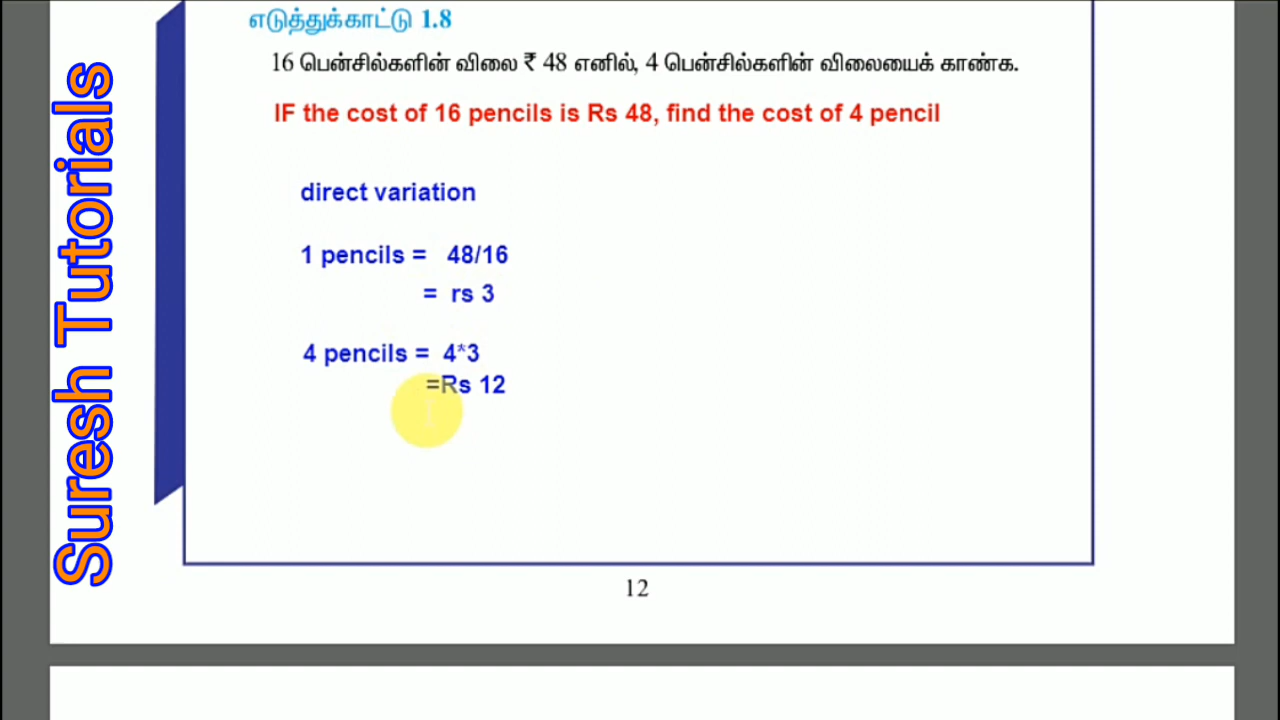 Suresh Tutorials
எடுத்துக்காட்டு 1.8
16 பென்சில்களின் விலை ₹ 48 எனில், 4 பென்சில்களின் விலையைக் காண்க.
IF the cost of 16 pencils is Rs 48, find the cost of 4 pencil
direct variation
1 pencils = 48/16
= rs 3
4 pencils = 4*3
=Rs 12
12